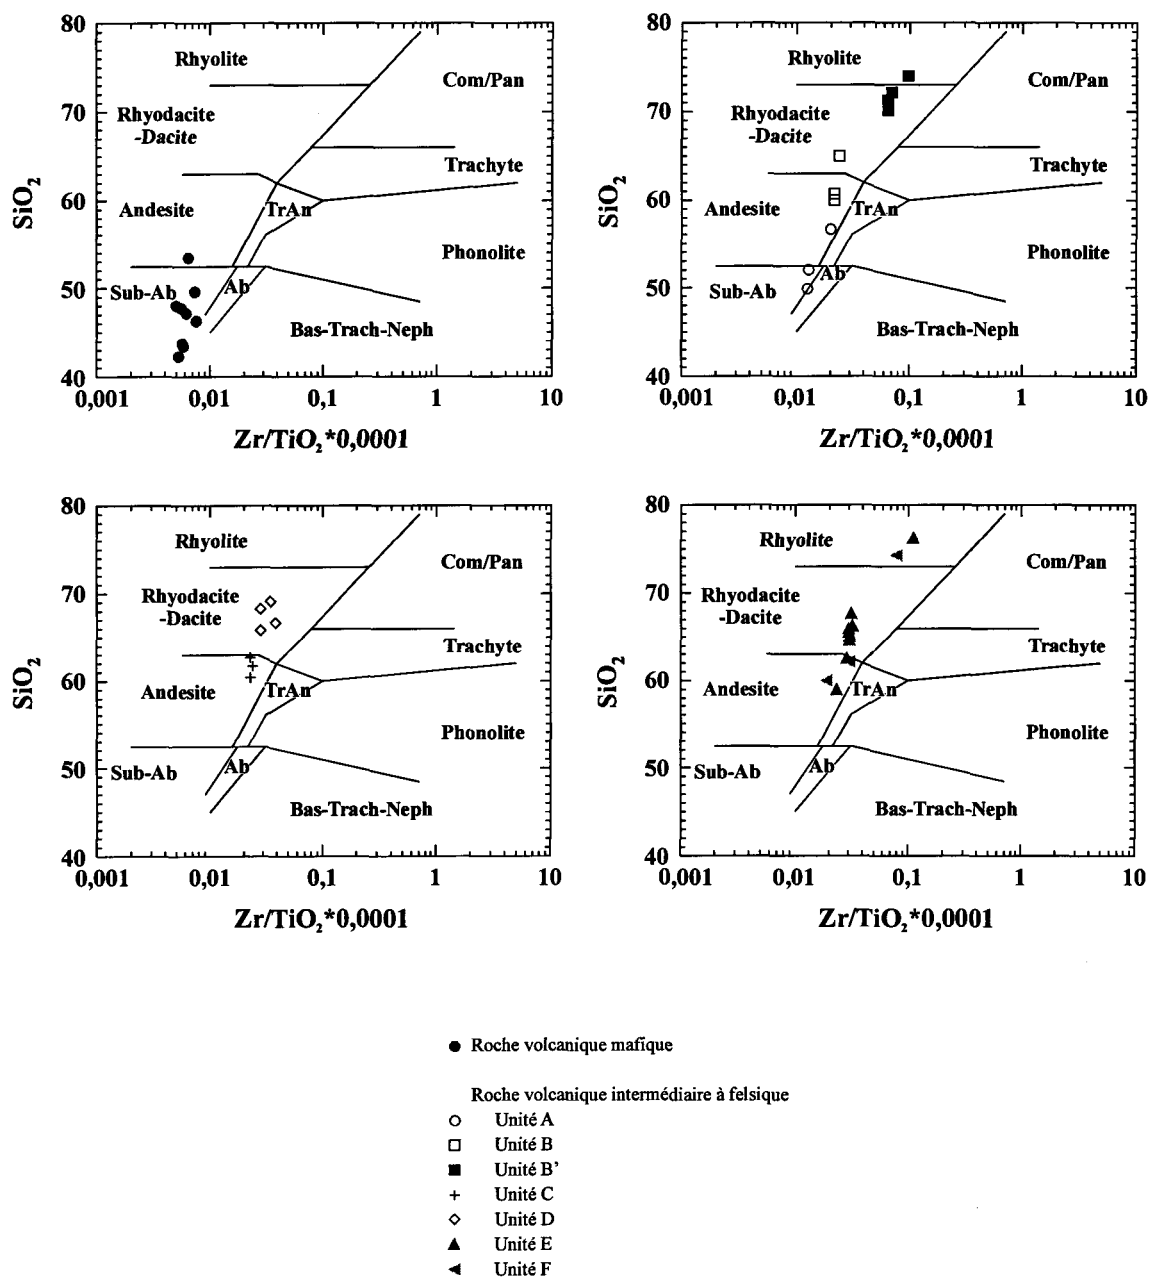 80
70
60
50
40
SiO2
Rhyolite
Com/Pan
Rhyodacite
-Dacite
Trachyte
Andesite
TrAn
Phonolite
Sub-Ab
Ab
Bas-Trach-Neph
0,001 0,01 0,1 1 10
Zr/TiO2*0,0001
80
70
60
50
40
SiO2
Rhyolite
Com/Pan
Rhyodacite
-Dacite
Trachyte
Andesite
TrAn
Phonolite
Sub-Ab
Ab
Bas-Trach-Neph
0,001 0,01 0,1 1 10
Zr/TiO2*0,0001
80
70
60
50
40
SiO2
Rhyolite
Com/Pan
Rhyodacite
-Dacite
Trachyte
Andesite
TrAn
Phonolite
Sub-Ab
Ab
Bas-Trach-Neph
0,001 0,01 0,1 1 10
Zr/TiO2*0,0001
80
70
60
50
40
SiO2
Rhyolite
Com/Pan
Rhyodacite
-Dacite
Trachyte
Andesite
TrAn
Phonolite
Sub-Ab
Ab
Bas-Trach-Neph
0,001 0,01 0,1 1 10
Zr/TiO2*0,0001
Roche volcanique mafique
Roche volcanique intermédiaire à felsique
Unité A
Unité B
Unité B’
Unité C
Unité D
Unité E
Unité F